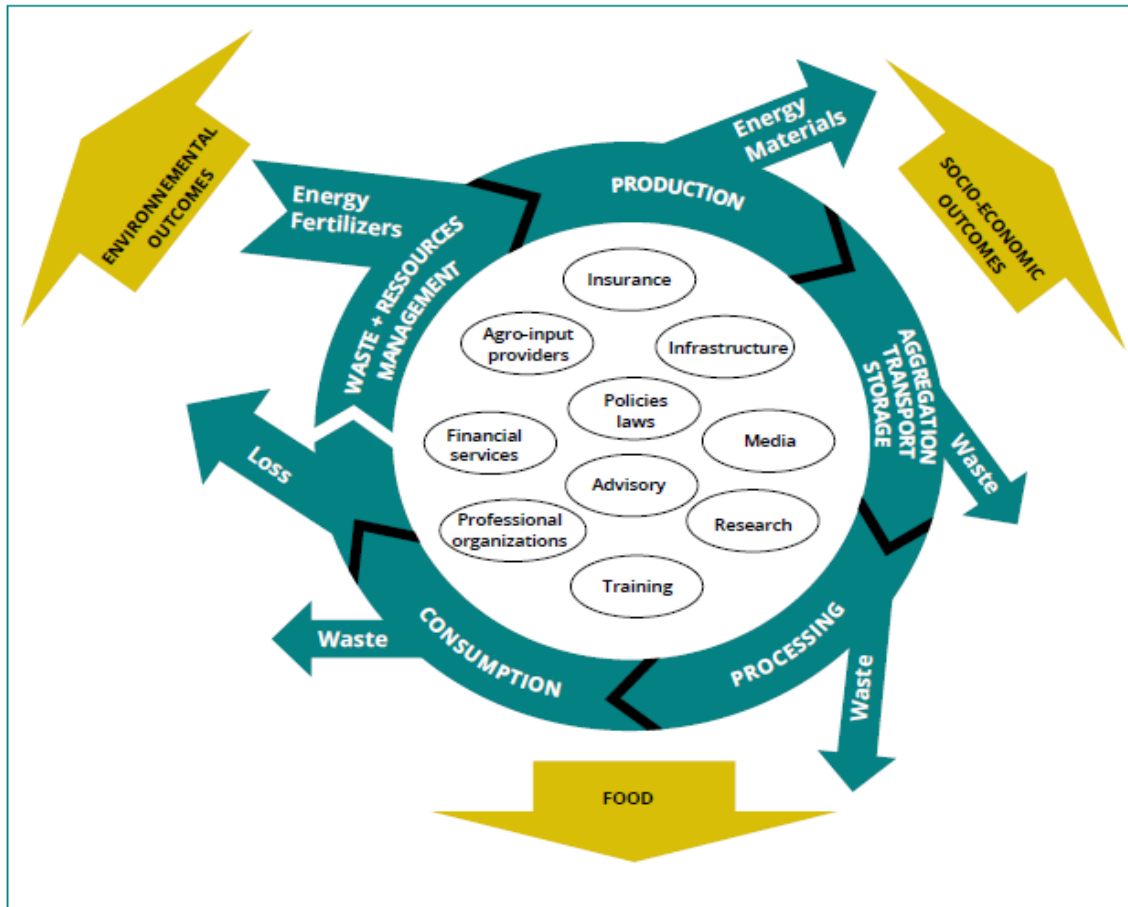 ENVIRONNEMENTAL
OUTCOMES
Energy
Fertilizers
WASTE + RESSOURCES
MANAGEMENT
PRODUCTION
Energy
Materials
SOCIO-ECONOMIC
OUTCOMES
Insurance
Agro-input
providers
Infrastructure
Policies
laws
Financial
services
Media
Advisory
Professional
organizations
Research
Training
AGGREGATION
TRANSPORT
STORAGE
Waste
Loss
Waste
CONSUMPTION
PROCESSING
Waste
FOOD